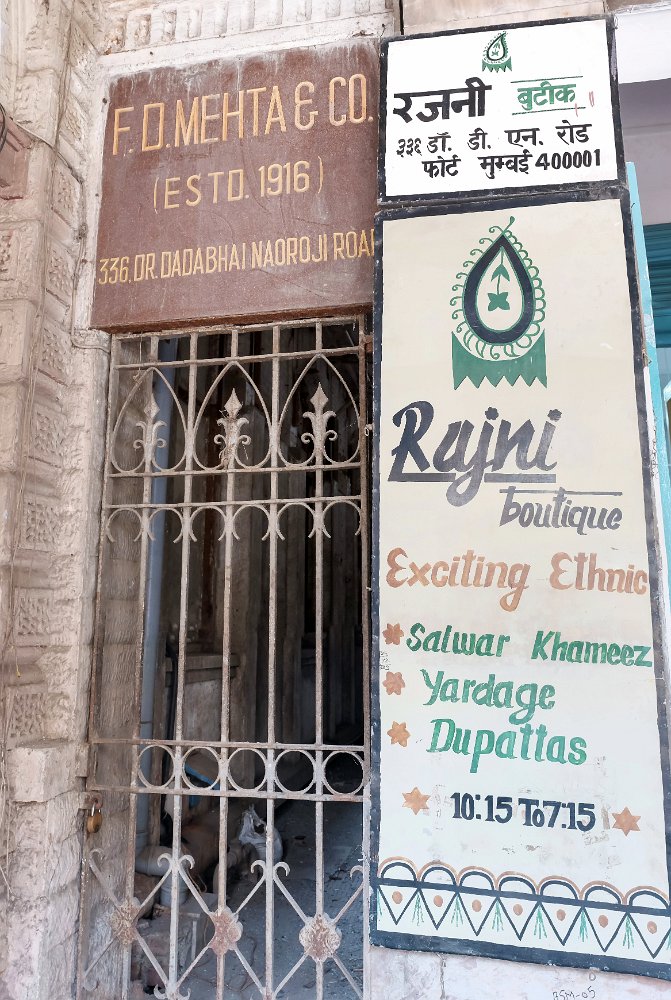 F. D. MEHTA & CO.
(ESTD. 1916)
336, DR. DADABHAI NAOROJI ROAD
रजनी बुटीक
३३६ डॉ. डी. एन. रोड
फोर्ट मुम्बई 400001
Rajni
boutique
Exciting Ethnic
Salwar Khameez
Yardage
Dupattas
10:15 To 7:15